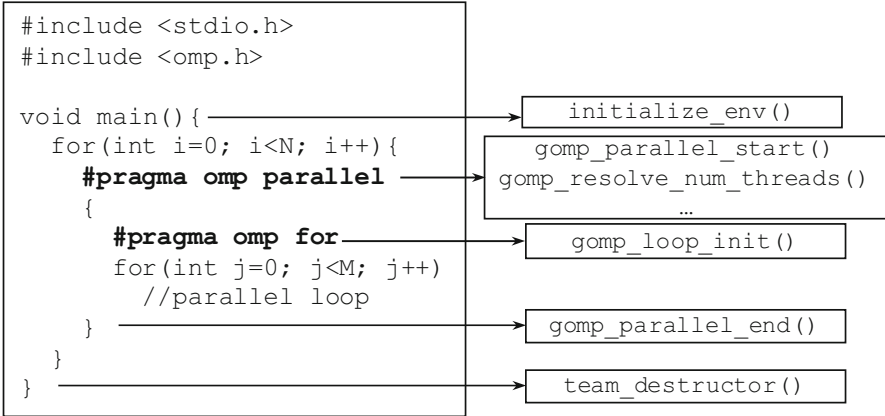 #include <stdio.h>
#include <omp.h>
void main(){
for(int i=0; i<N; i++){
#pragma omp parallel
{
#pragma omp for
for(int j=0; j<M; j++)
//parallel loop
}
}
}
initialize_env()
gomp_parallel_start()
gomp_resolve_num_threads()
…
gomp_loop_init()
gomp_parallel_end()
team_destructor()